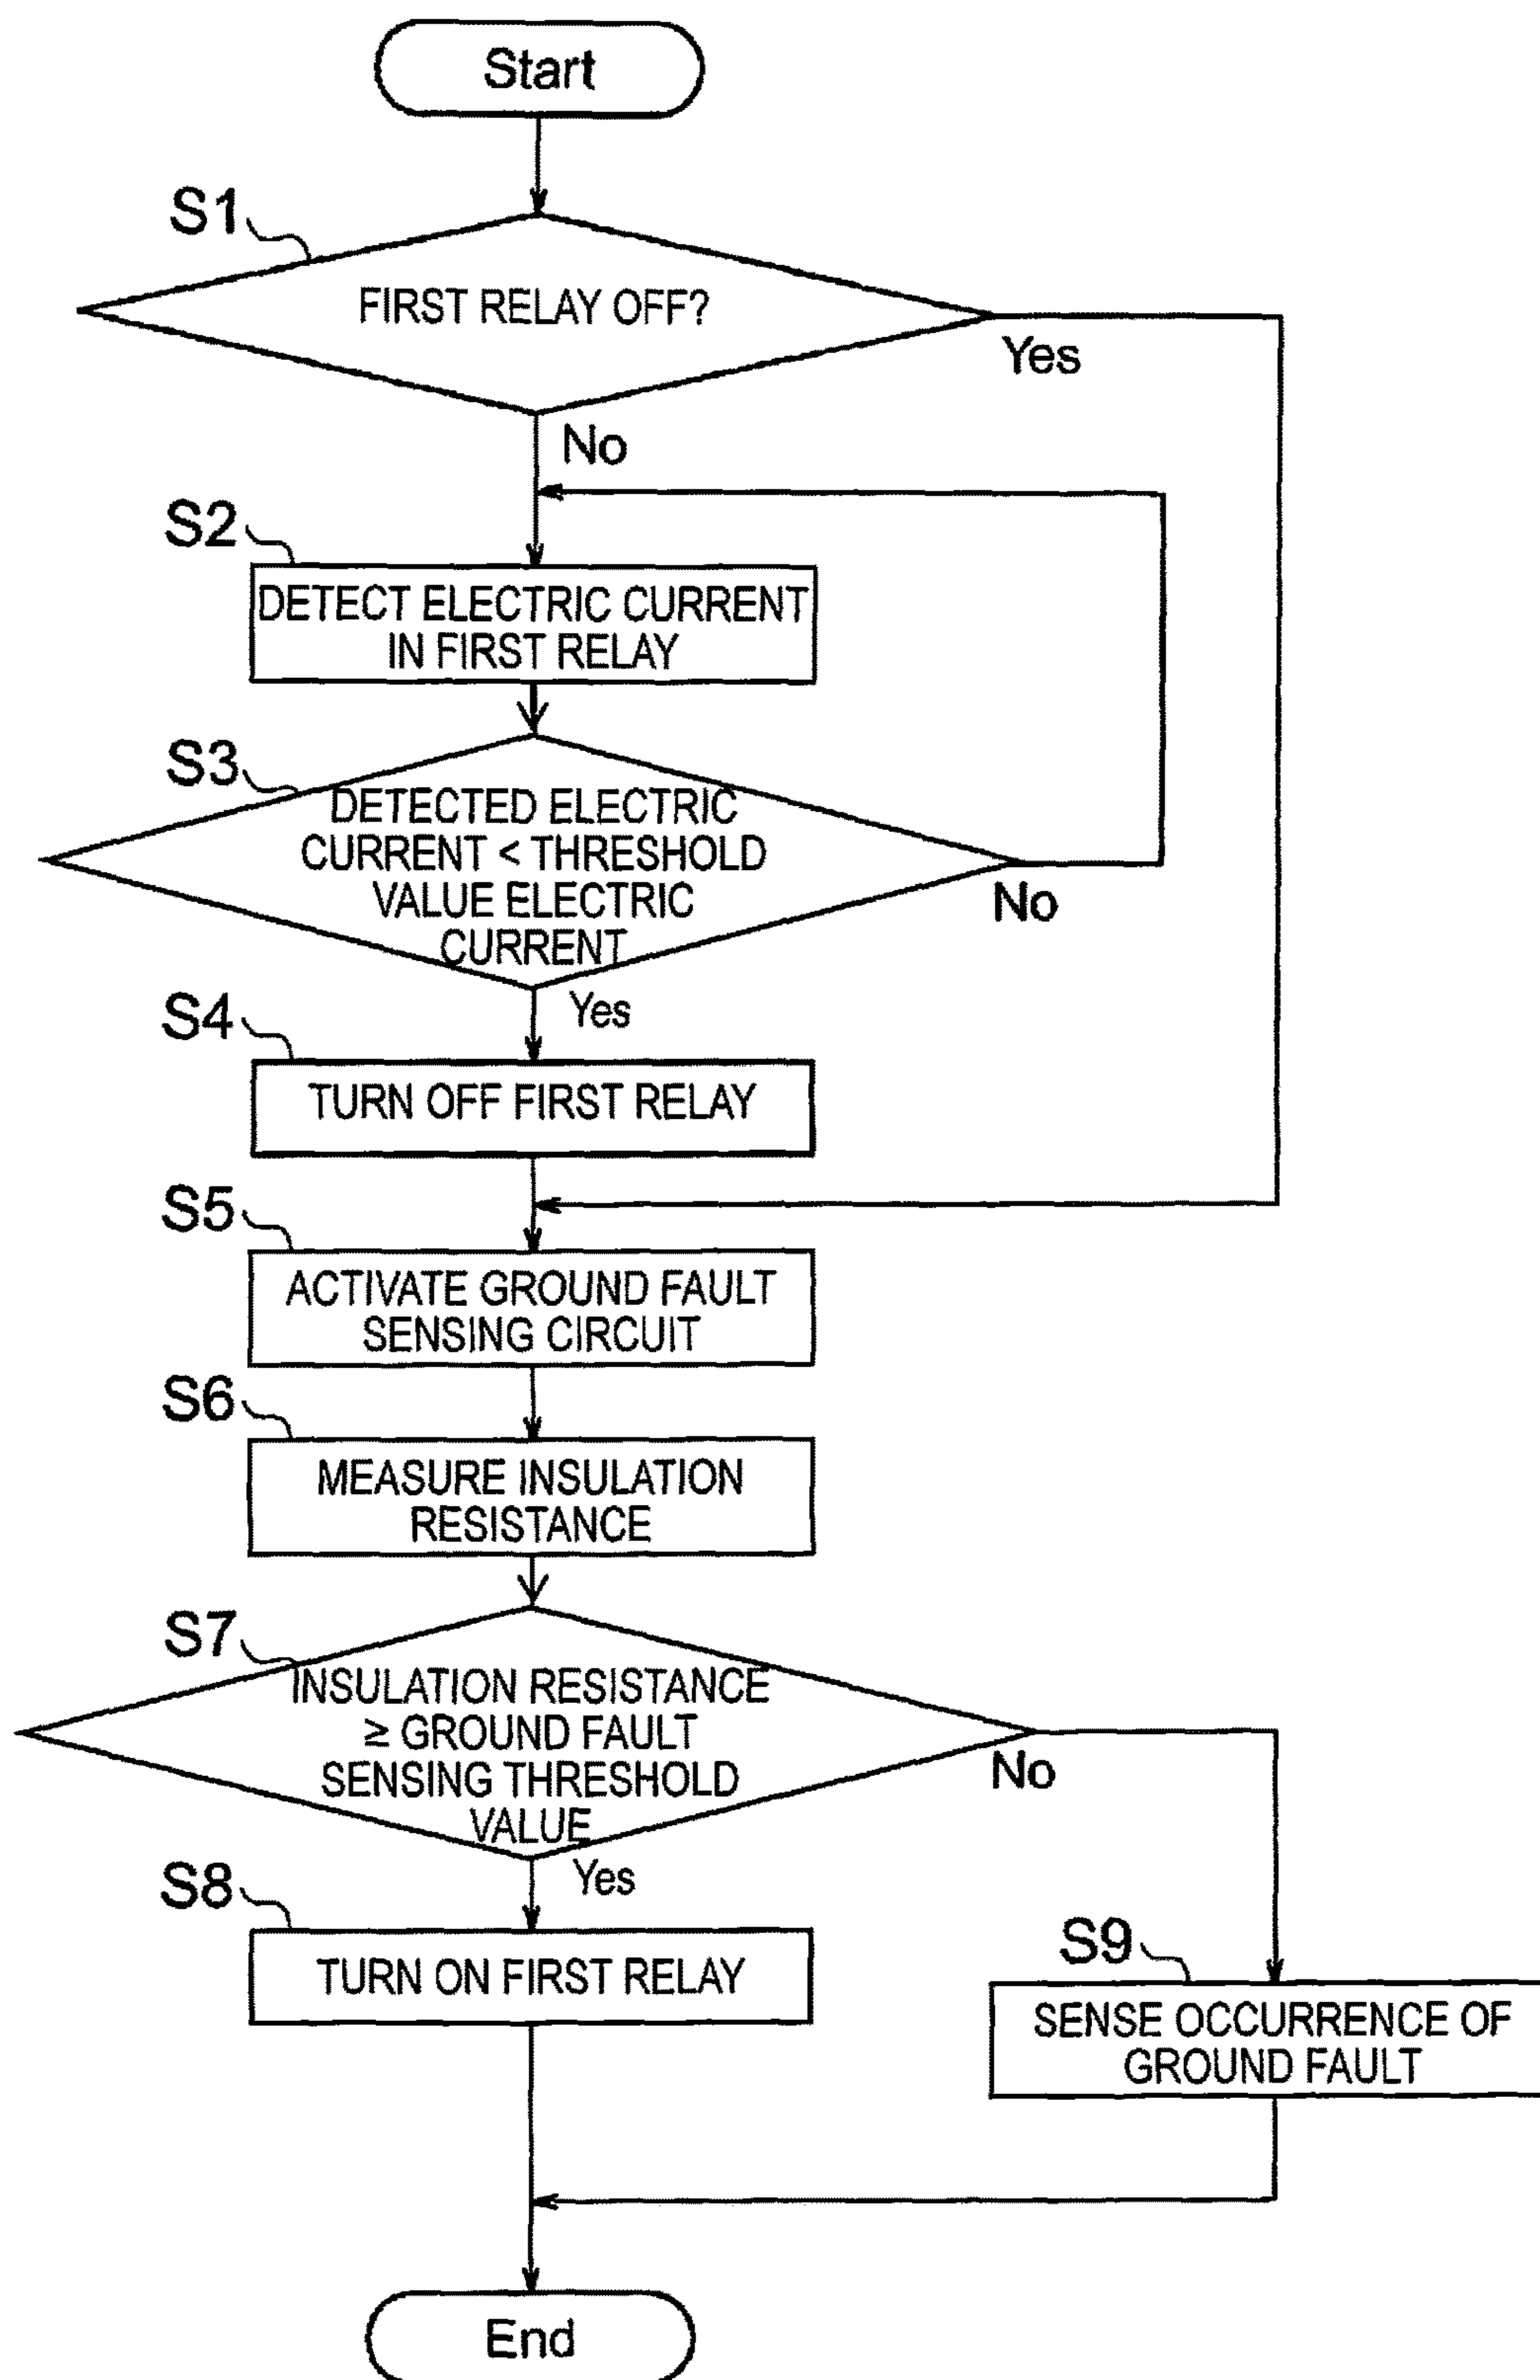 Start
S1
FIRST RELAY OFF?
Yes
No
S2
DETECT ELECTRIC CURRENT
IN FIRST RELAY
S3
DETECTED ELECTRIC
CURRENT < THRESHOLD
VALUE ELECTRIC
CURRENT
No
Yes
S4
TURN OFF FIRST RELAY
S5
ACTIVATE GROUND FAULT
SENSING CIRCUIT
S6
MEASURE INSULATION
RESISTANCE
S7
INSULATION RESISTANCE
≥ GROUND FAULT
SENSING THRESHOLD
VALUE
No
Yes
S8
TURN ON FIRST RELAY
S9
SENSE OCCURRENCE OF
GROUND FAULT
End